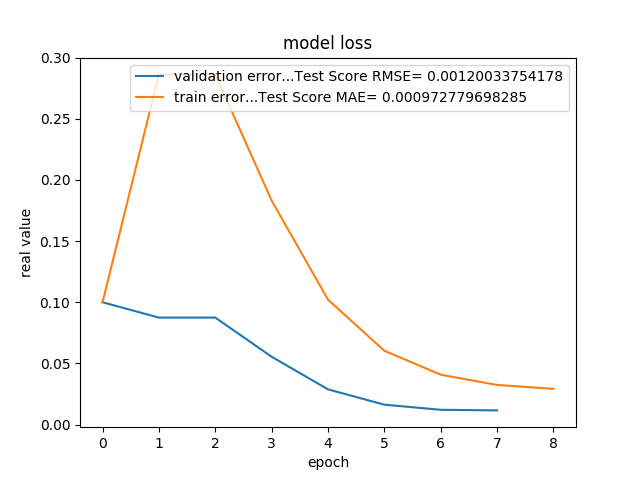 model loss
validation error...Test Score RMSE= 0.00120033754178
train error...Test Score MAE= 0.000972779698285
real value
0.30
0.25
0.20
0.15
0.10
0.05
0.00
0 1 2 3 4 5 6 7 8
epoch